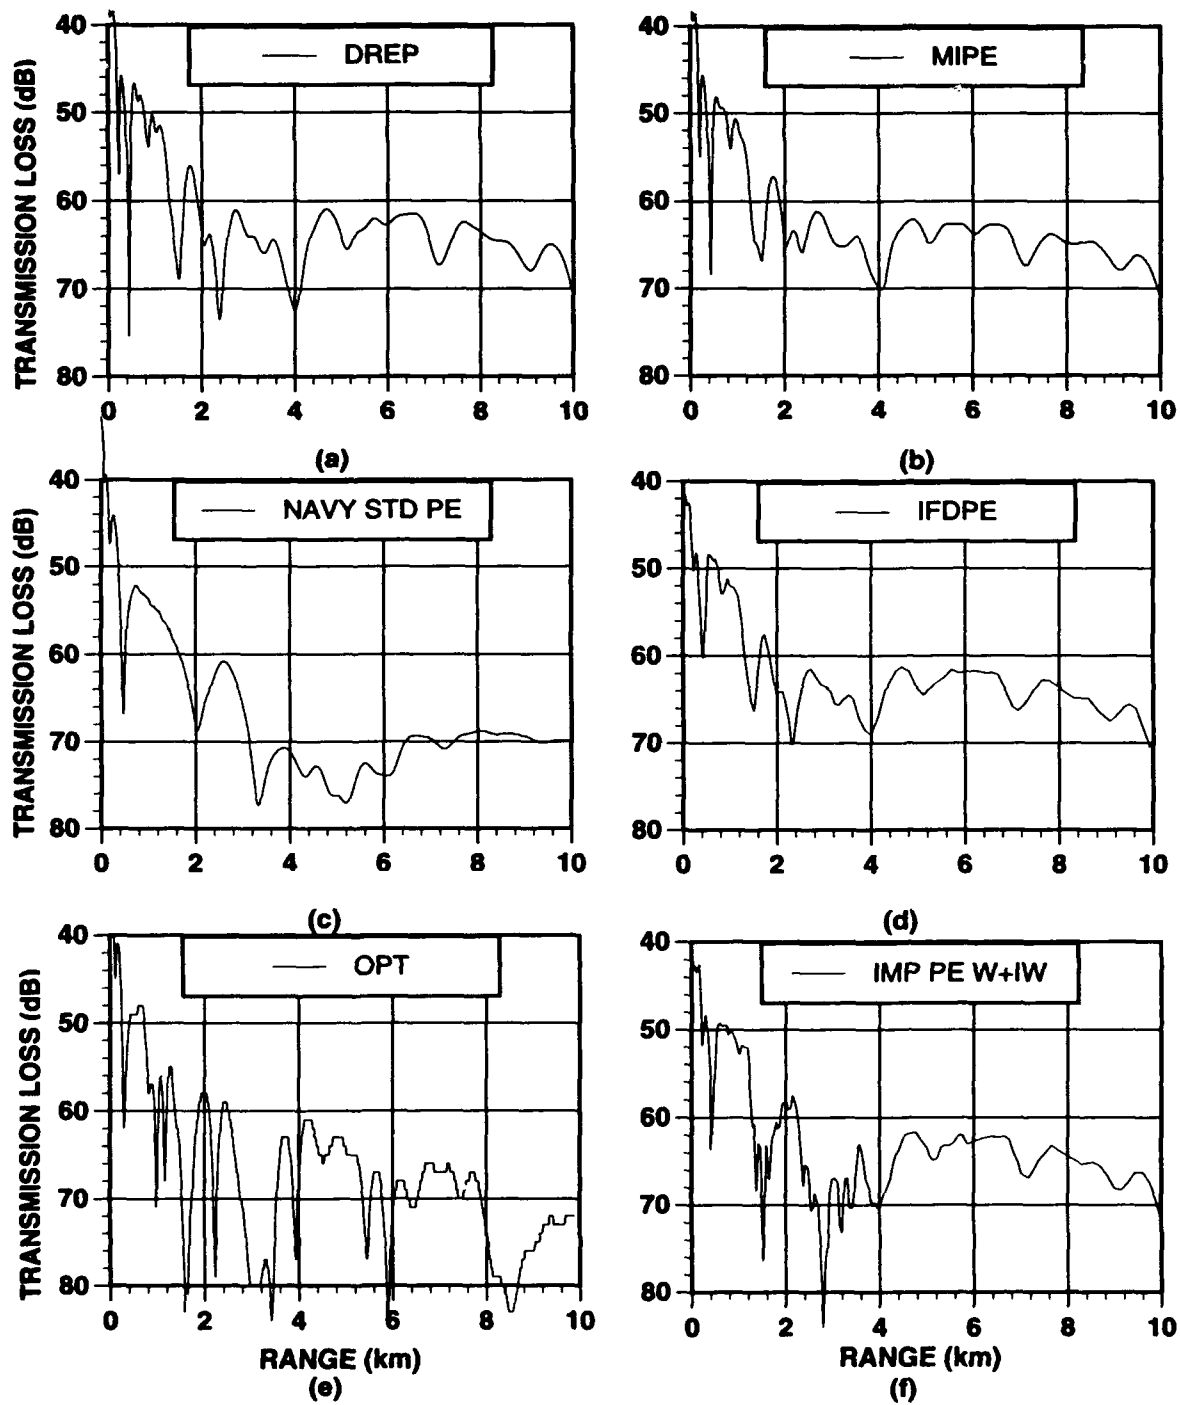 DREP
TRANSMISSION LOSS (dB)
40
50
60
70
80
0 2 4 6 8 10
(a)
MIPE
40
50
60
70
80
0 2 4 6 8 10
(b)
NAVY STD PE
TRANSMISSION LOSS (dB)
40
50
60
70
80
0 2 4 6 8 10
(c)
IFDPE
40
50
60
70
80
0 2 4 6 8 10
(d)
OPT
TRANSMISSION LOSS (dB)
40
50
60
70
80
0 2 4 6 8 10
RANGE (km)
(e)
IMP PE W+IW
40
50
60
70
80
0 2 4 6 8 10
RANGE (km)
(f)